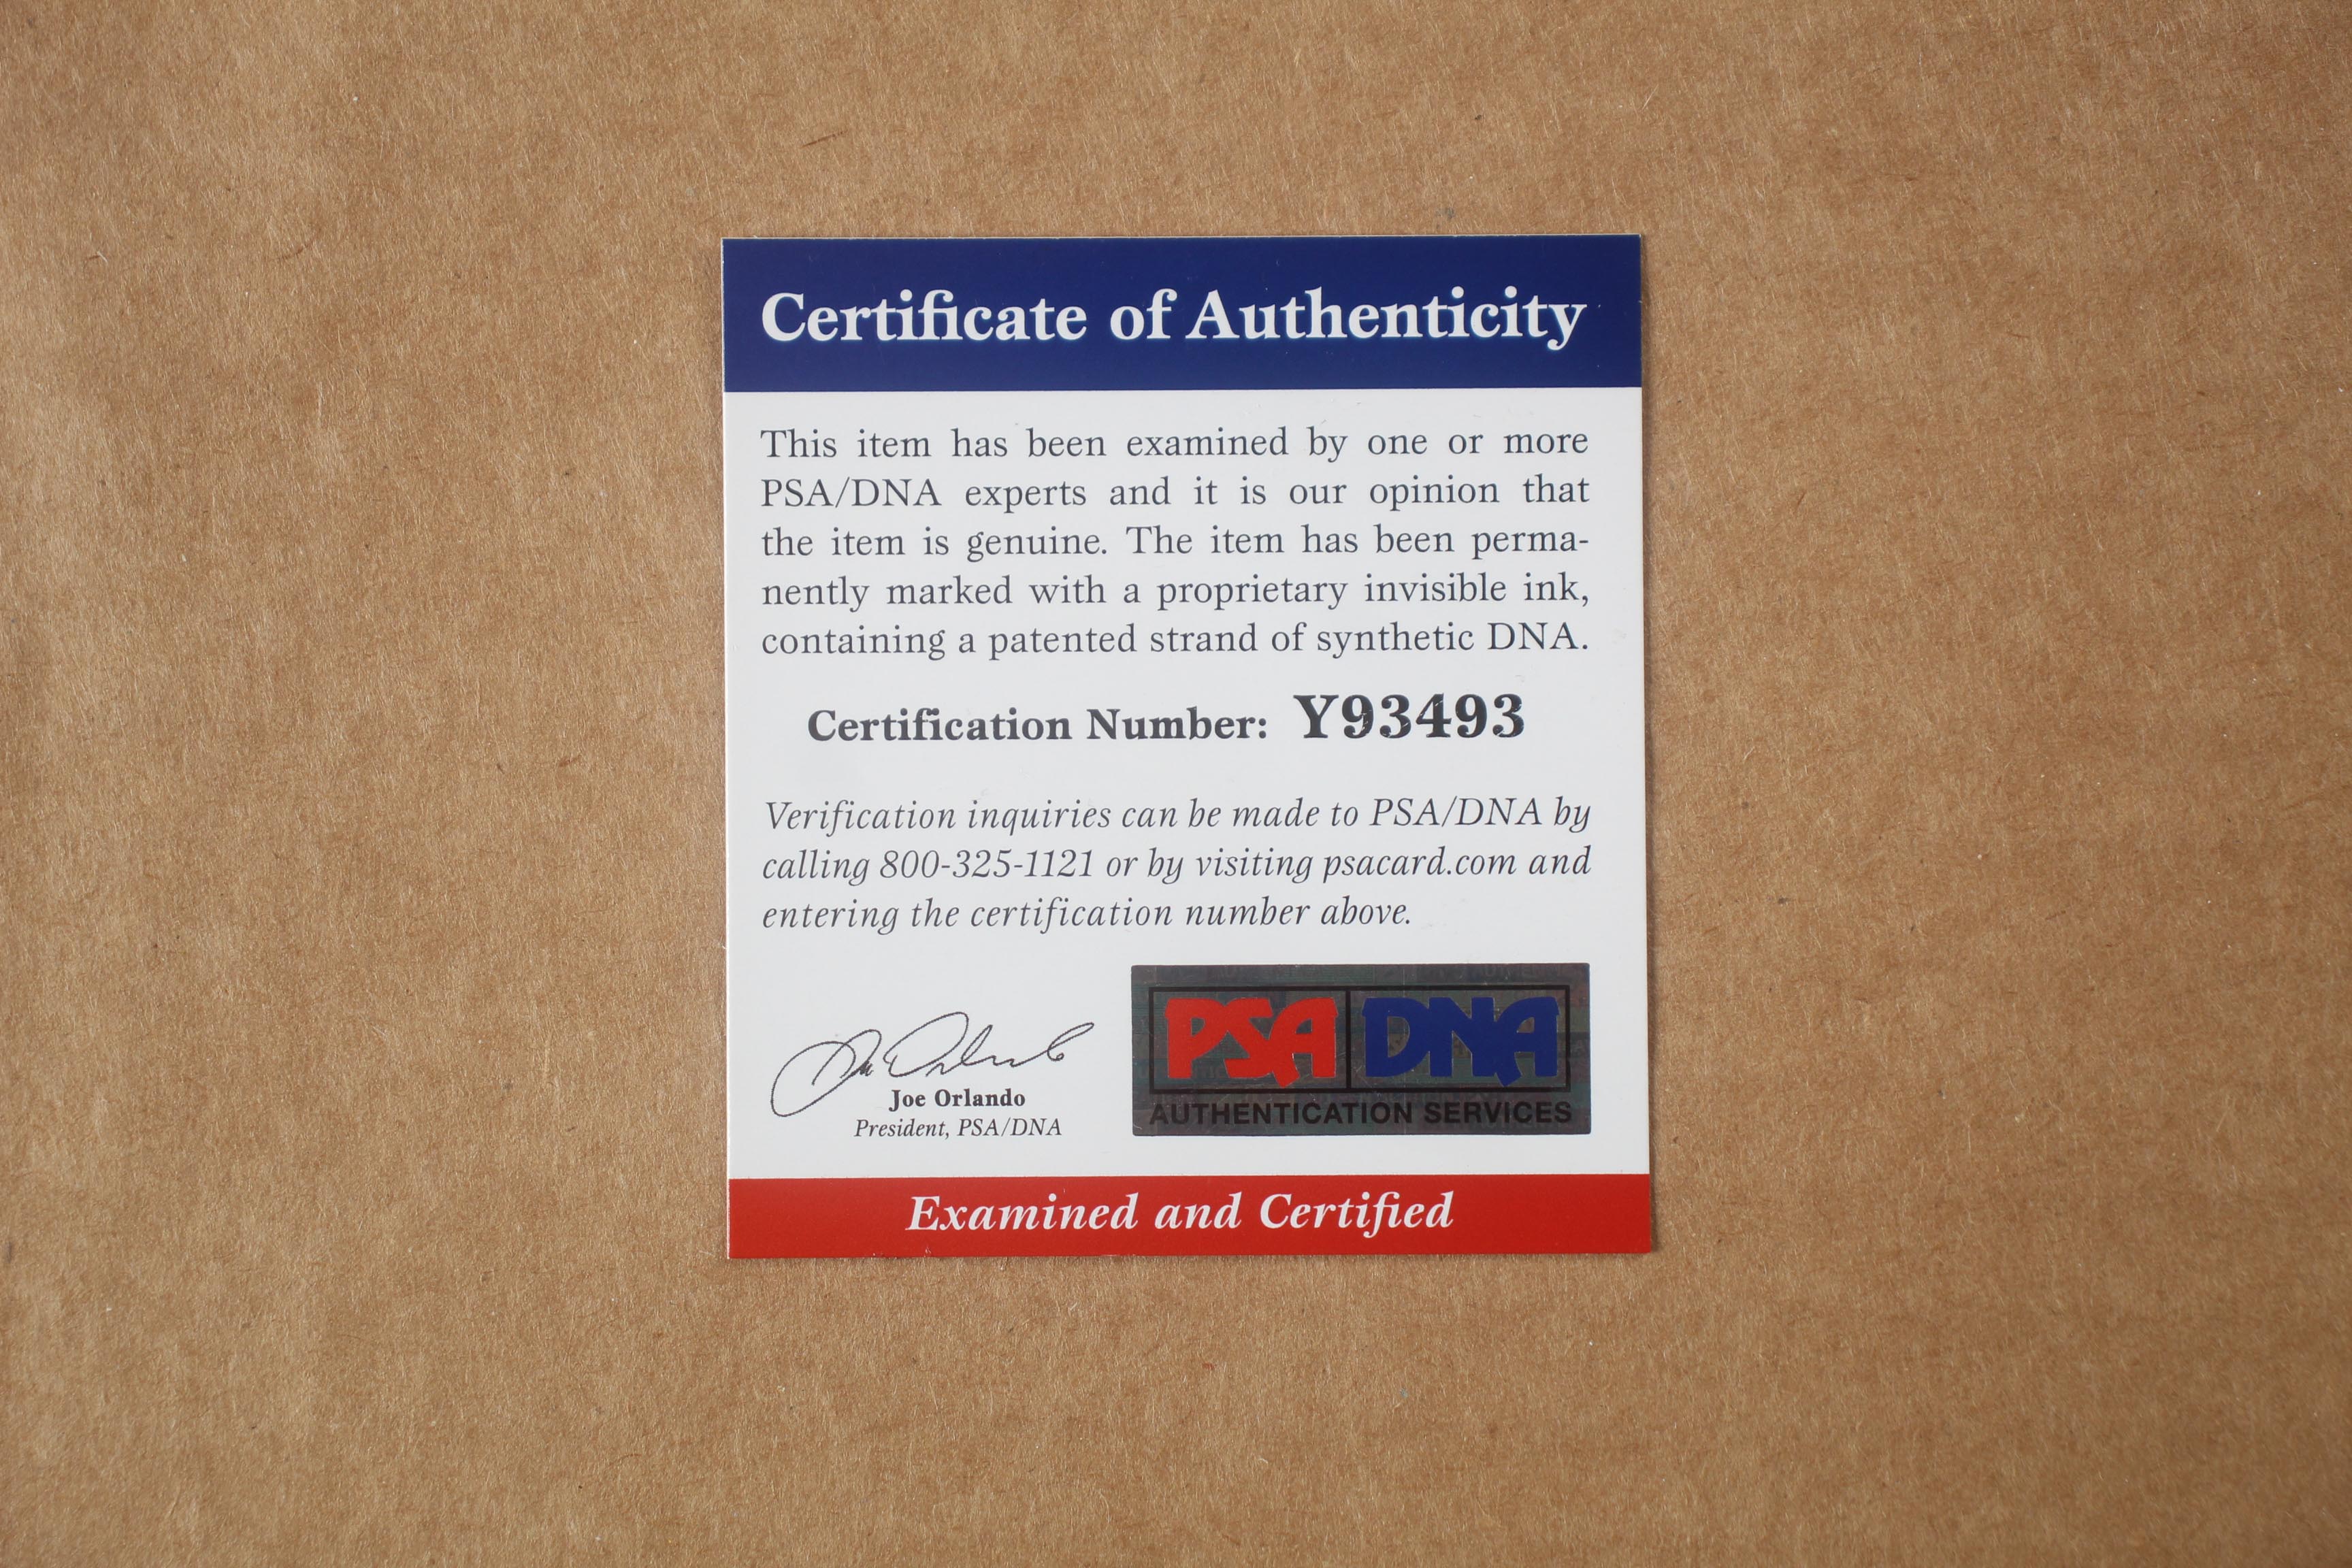 Certificate of Authenticity
This item has been examined by one or more
PSA/DNA experts and it is our opinion that
the item is genuine. The item has been perma-
nently marked with a proprietary invisible ink,
containing a patented strand of synthetic DNA.
Certification Number: Y93493
Verification inquiries can be made to PSA/DNA by
calling 800-325-1121 or by visiting psacard.com and
entering the certification number above.
Joe Orlando
President, PSA/DNA
PSA DNA
AUTHENTICATION SERVICES
Examined and Certified